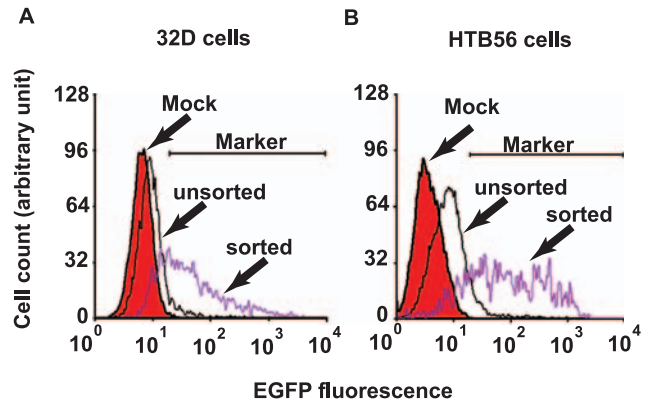 A
32D cells
B
HTB56 cells
Cell count (arbitrary unit)
128
96
64
32
0
Mock
Marker
unsorted
sorted
10^0 10^1 10^2 10^3 10^4
128
96
64
32
0
Mock
Marker
unsorted
sorted
10^0 10^1 10^2 10^3 10^4
EGFP fluorescence